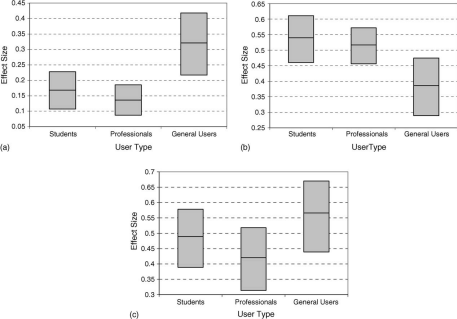 0.45
0.4
0.35
0.3
0.25
0.2
0.15
0.1
0.05
Effect Size
Students Professionals General Users
User Type
(a)
0.65
0.6
0.55
0.5
0.45
0.4
0.35
0.3
0.25
Effect Size
Students Professionals General Users
UserType
(b)
0.7
0.65
0.6
0.55
0.5
0.45
0.4
0.35
0.3
Effect Size
Students Professionals General Users
User Type
(c)